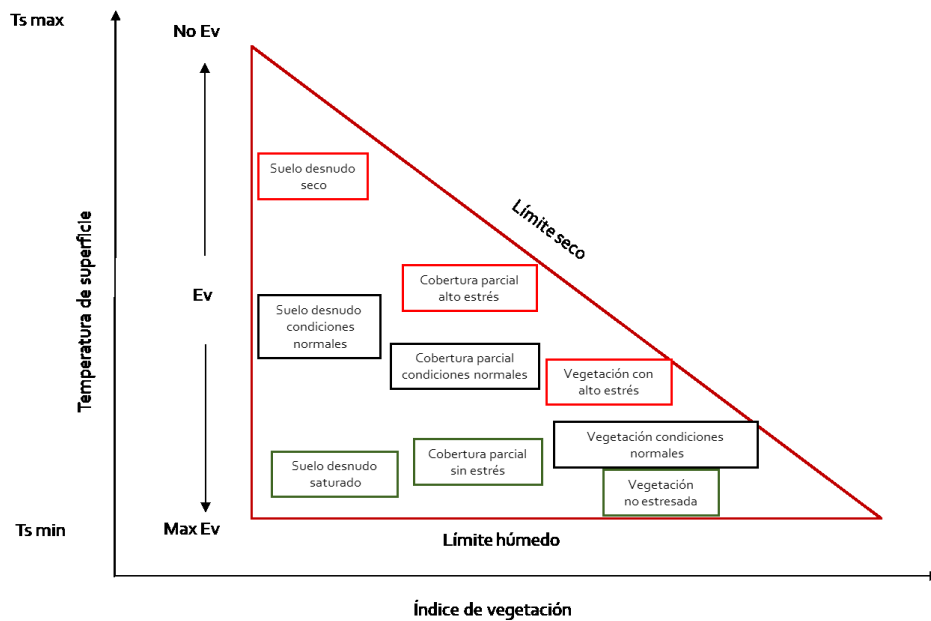 Ts max
No Ev
Suelo desnudo
seco
Límite seco
Temperatura de superficie
Cobertura parcial
alto estrés
Ev
Suelo desnudo
condiciones
normales
Cobertura parcial
condiciones normales
Vegetación con
alto estrés
Vegetación condiciones
normales
Cobertura parcial
sin estrés
Suelo desnudo
saturado
Vegetación
no estresada
Ts min
Max Ev
Límite húmedo
Índice de vegetación